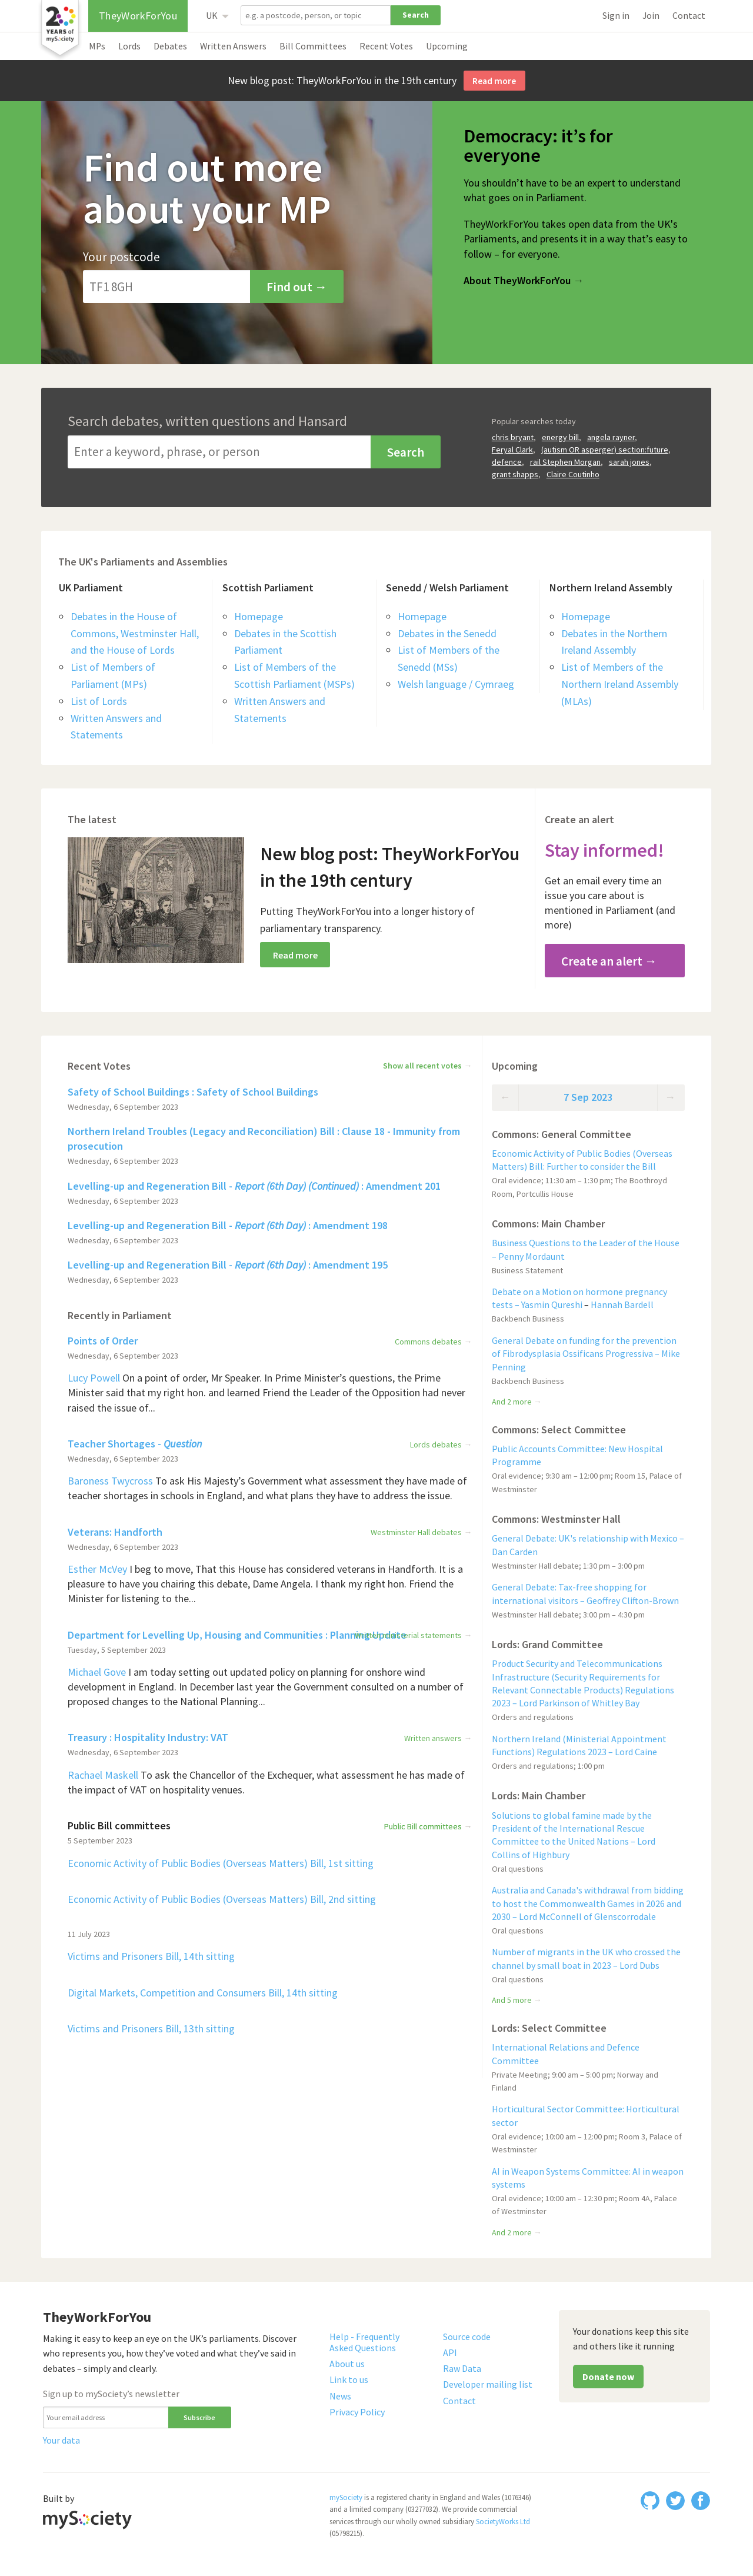 20
YEARS of
mySociety
TheyWorkForYou
UK
e.g. a postcode, person, or topic
Search
Sign in
Join
Contact
MPs
Lords
Debates
Written Answers
Bill Committees
Recent Votes
Upcoming
New blog post: TheyWorkForYou in the 19th century
Read more
Find out more
about your MP
Your postcode
TF1 8GH
Find out →
Democracy: it’s for
everyone
You shouldn’t have to be an expert to understand
what goes on in Parliament.
TheyWorkForYou takes open data from the UK’s
Parliaments, and presents it in a way that’s easy to
follow – for everyone.
About TheyWorkForYou →
Search debates, written questions and Hansard
Enter a keyword, phrase, or person
Search
Popular searches today
chris bryant, energy bill, angela rayner,
Feryal Clark, (autism OR asperger) section:future,
defence, rail Stephen Morgan, sarah jones,
grant shapps, Claire Coutinho
The UK's Parliaments and Assemblies
UK Parliament
Debates in the House of
Commons, Westminster Hall,
and the House of Lords
List of Members of
Parliament (MPs)
List of Lords
Written Answers and
Statements
Scottish Parliament
Homepage
Debates in the Scottish
Parliament
List of Members of the
Scottish Parliament (MSPs)
Written Answers and
Statements
Senedd / Welsh Parliament
Homepage
Debates in the Senedd
List of Members of the
Senedd (MSs)
Welsh language / Cymraeg
Northern Ireland Assembly
Homepage
Debates in the Northern
Ireland Assembly
List of Members of the
Northern Ireland Assembly
(MLAs)
The latest
New blog post: TheyWorkForYou
in the 19th century
Putting TheyWorkForYou into a longer history of
parliamentary transparency.
Read more
Create an alert
Stay informed!
Get an email every time an
issue you care about is
mentioned in Parliament (and
more)
Create an alert →
Recent Votes
Show all recent votes →
Safety of School Buildings : Safety of School Buildings
Wednesday, 6 September 2023
Northern Ireland Troubles (Legacy and Reconciliation) Bill : Clause 18 - Immunity from
prosecution
Wednesday, 6 September 2023
Levelling-up and Regeneration Bill - Report (6th Day) (Continued) : Amendment 201
Wednesday, 6 September 2023
Levelling-up and Regeneration Bill - Report (6th Day) : Amendment 198
Wednesday, 6 September 2023
Levelling-up and Regeneration Bill - Report (6th Day) : Amendment 195
Wednesday, 6 September 2023
Recently in Parliament
Points of Order
Commons debates →
Wednesday, 6 September 2023
Lucy Powell On a point of order, Mr Speaker. In Prime Minister’s questions, the Prime
Minister said that my right hon. and learned Friend the Leader of the Opposition had never
raised the issue of...
Teacher Shortages - Question
Lords debates →
Wednesday, 6 September 2023
Baroness Twycross To ask His Majesty’s Government what assessment they have made of
teacher shortages in schools in England, and what plans they have to address the issue.
Veterans: Handforth
Westminster Hall debates →
Wednesday, 6 September 2023
Esther McVey I beg to move, That this House has considered veterans in Handforth. It is a
pleasure to have you chairing this debate, Dame Angela. I thank my right hon. Friend the
Minister for listening to the...
Department for Levelling Up, Housing and Communities : Planning Update
Written Ministerial statements →
Tuesday, 5 September 2023
Michael Gove I am today setting out updated policy on planning for onshore wind
development in England. In December last year the Government consulted on a number of
proposed changes to the National Planning...
Treasury : Hospitality Industry: VAT
Written answers →
Wednesday, 6 September 2023
Rachael Maskell To ask the Chancellor of the Exchequer, what assessment he has made of
the impact of VAT on hospitality venues.
Public Bill committees
Public Bill committees →
5 September 2023
Economic Activity of Public Bodies (Overseas Matters) Bill, 1st sitting
Economic Activity of Public Bodies (Overseas Matters) Bill, 2nd sitting
11 July 2023
Victims and Prisoners Bill, 14th sitting
Digital Markets, Competition and Consumers Bill, 14th sitting
Victims and Prisoners Bill, 13th sitting
Upcoming
← 7 Sep 2023 →
Commons: General Committee
Economic Activity of Public Bodies (Overseas
Matters) Bill: Further to consider the Bill
Oral evidence; 11:30 am – 1:30 pm; The Boothroyd
Room, Portcullis House
Commons: Main Chamber
Business Questions to the Leader of the House
– Penny Mordaunt
Business Statement
Debate on a Motion on hormone pregnancy
tests – Yasmin Qureshi – Hannah Bardell
Backbench Business
General Debate on funding for the prevention
of Fibrodysplasia Ossificans Progressiva – Mike
Penning
Backbench Business
And 2 more →
Commons: Select Committee
Public Accounts Committee: New Hospital
Programme
Oral evidence; 9:30 am – 12:00 pm; Room 15, Palace of
Westminster
Commons: Westminster Hall
General Debate: UK's relationship with Mexico –
Dan Carden
Westminster Hall debate; 1:30 pm – 3:00 pm
General Debate: Tax-free shopping for
international visitors – Geoffrey Clifton-Brown
Westminster Hall debate; 3:00 pm – 4:30 pm
Lords: Grand Committee
Product Security and Telecommunications
Infrastructure (Security Requirements for
Relevant Connectable Products) Regulations
2023 – Lord Parkinson of Whitley Bay
Orders and regulations
Northern Ireland (Ministerial Appointment
Functions) Regulations 2023 – Lord Caine
Orders and regulations; 1:00 pm
Lords: Main Chamber
Solutions to global famine made by the
President of the International Rescue
Committee to the United Nations – Lord
Collins of Highbury
Oral questions
Australia and Canada's withdrawal from bidding
to host the Commonwealth Games in 2026 and
2030 – Lord McConnell of Glenscorrodale
Oral questions
Number of migrants in the UK who crossed the
channel by small boat in 2023 – Lord Dubs
Oral questions
And 5 more →
Lords: Select Committee
International Relations and Defence
Committee
Private Meeting; 9:00 am – 5:00 pm; Norway and
Finland
Horticultural Sector Committee: Horticultural
sector
Oral evidence; 10:00 am – 12:00 pm; Room 3, Palace of
Westminster
AI in Weapon Systems Committee: AI in weapon
systems
Oral evidence; 10:00 am – 12:30 pm; Room 4A, Palace
of Westminster
And 2 more →
TheyWorkForYou
Making it easy to keep an eye on the UK’s parliaments. Discover
who represents you, how they’ve voted and what they’ve said in
debates – simply and clearly.
Sign up to mySociety’s newsletter
Your email address
Subscribe
Your data
Help - Frequently
Asked Questions
About us
Link to us
News
Privacy Policy
Source code
API
Raw Data
Developer mailing list
Contact
Your donations keep this site
and others like it running
Donate now
Built by
mySociety
mySociety is a registered charity in England and Wales (1076346)
and a limited company (03277032). We provide commercial
services through our wholly owned subsidiary SocietyWorks Ltd
(05798215).